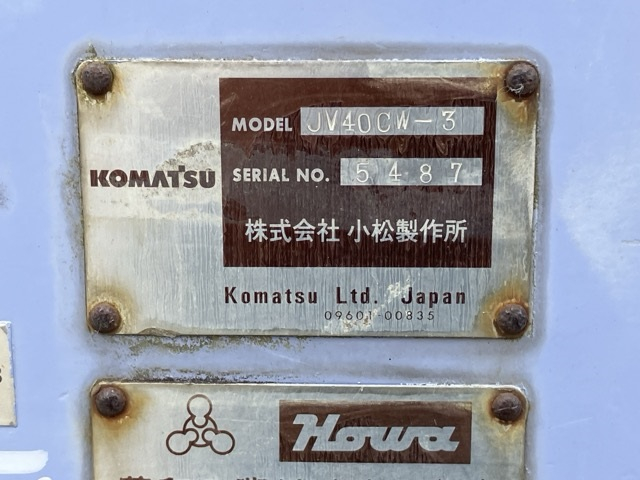 MODEL JV40CW-3
KOMATSU SERIAL NO. 5487
株式会社 小松製作所
Komatsu Ltd. Japan
09601-00835
Howa